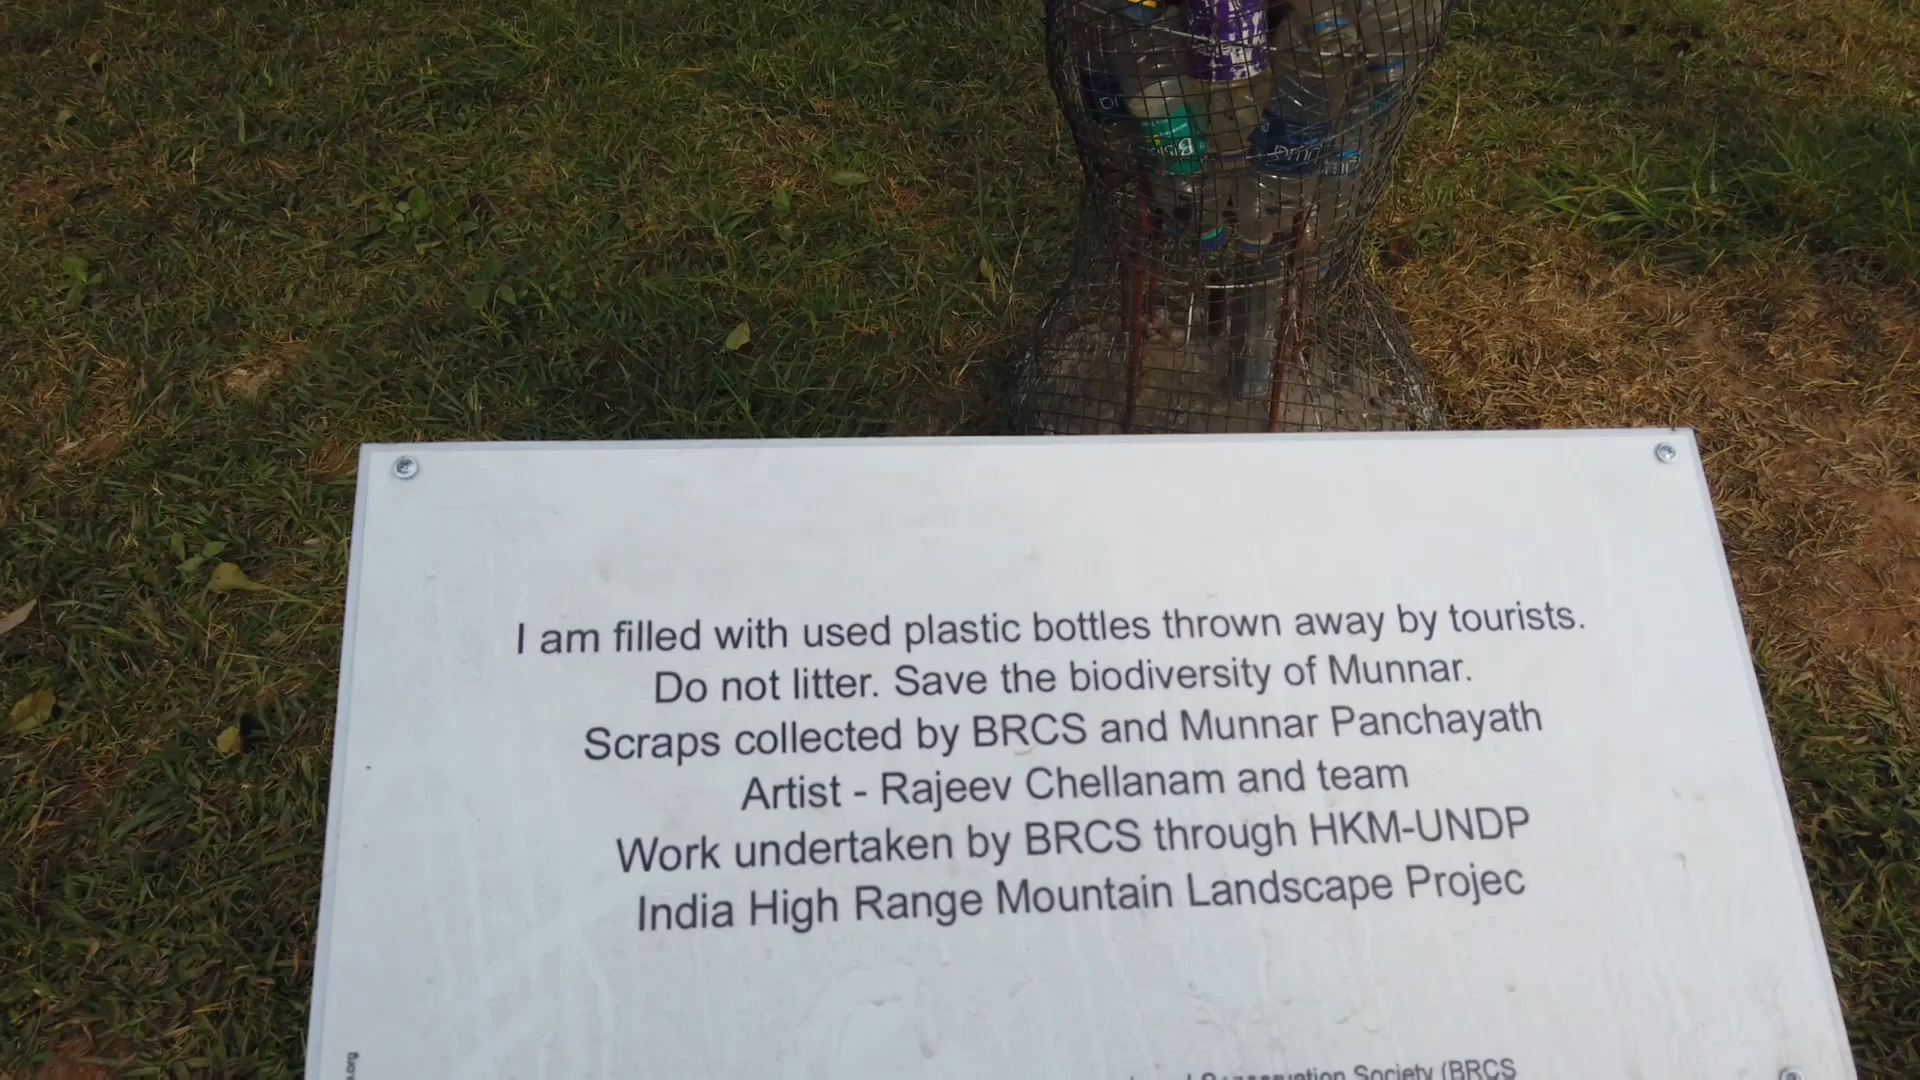 I am filled with used plastic bottles thrown away by tourists.
Do not litter. Save the biodiversity of Munnar.
Scraps collected by BRCS and Munnar Panchayath
Artist - Rajeev Chellanam and team
Work undertaken by BRCS through HKM-UNDP
India High Range Mountain Landscape Projec
Society (BRCS